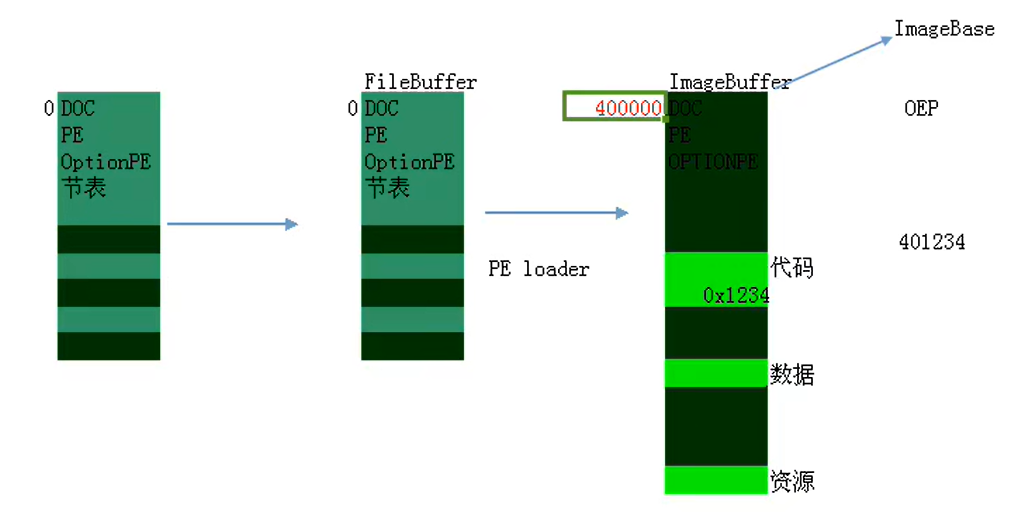 ImageBase
FileBuffer
ImageBuffer
0 DOC
PE
OptionPE
节表
0 DOC
PE
OptionPE
节表
400000 DOC
PE
OPTIONPE
OEP
401234
PE loader
代码
0x1234
数据
资源